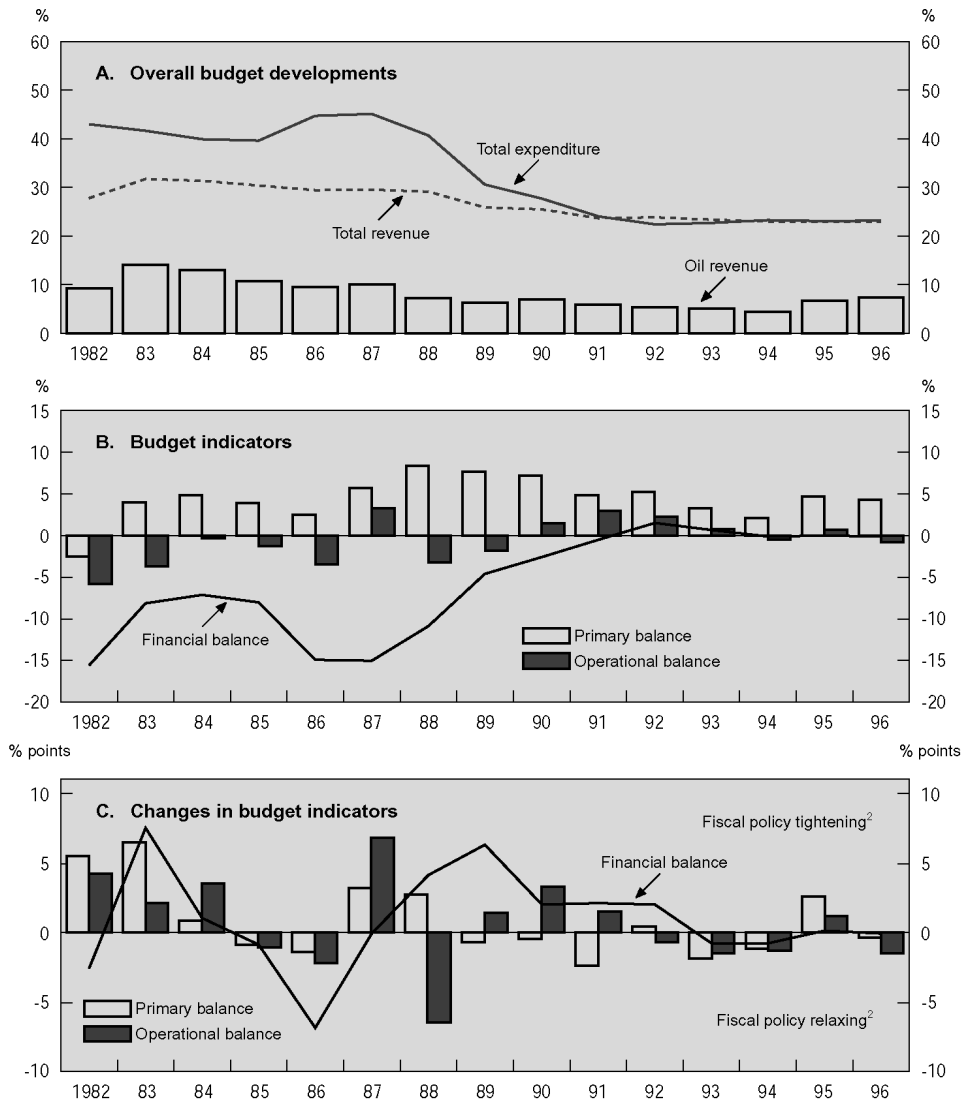 % %
60 60
A. Overall budget developments
50 50
40 40
Total expenditure
30 30
Total revenue
20 20
Oil revenue
10 10
0 0
1982 83 84 85 86 87 88 89 90 91 92 93 94 95 96
% %
15 15
B. Budget indicators
10 10
5 5
0 0
-5 -5
-10 -10
Financial balance
Primary balance
-15 -15
Operational balance
-20 -20
1982 83 84 85 86 87 88 89 90 91 92 93 94 95 96
% points % points
10 10
C. Changes in budget indicators
Fiscal policy tightening2
Financial balance
5 5
0 0
-5 -5
Primary balance
Fiscal policy relaxing2
Operational balance
-10 -10
1982 83 84 85 86 87 88 89 90 91 92 93 94 95 96